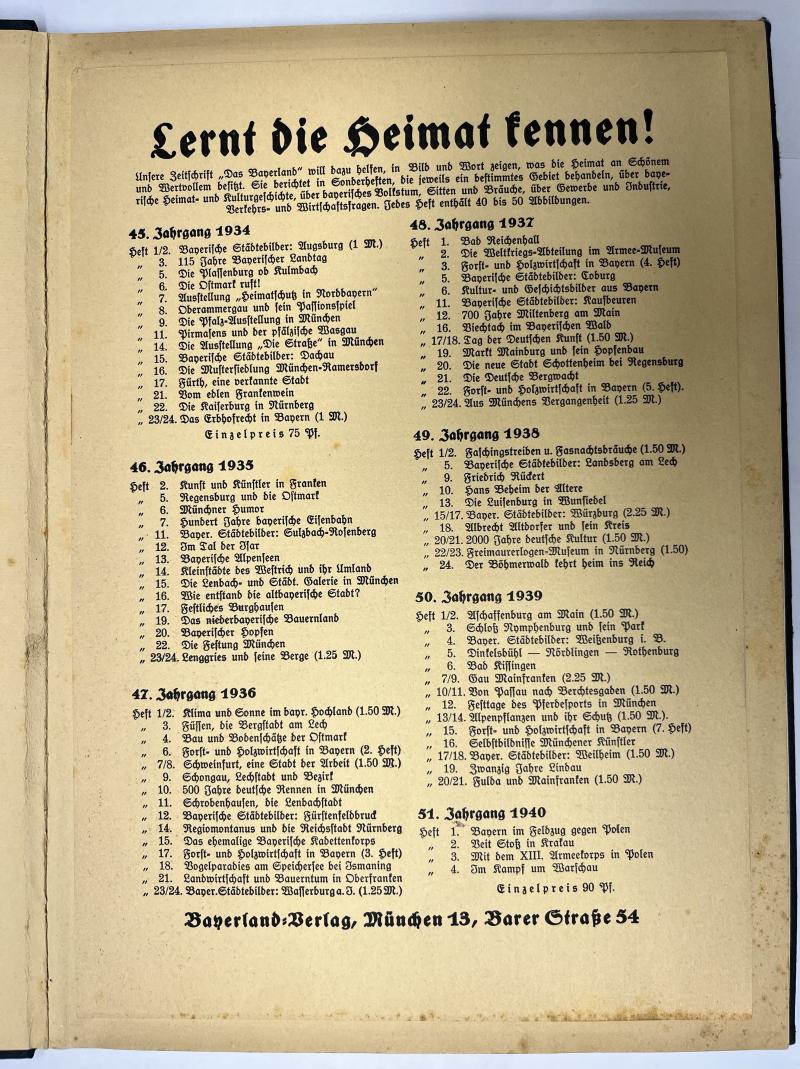 Lernt die Heimat kennen!
Unsere Zeitschrift „Das Bayerland“ will dazu helfen, in Bild und Wort zeigen, was die Heimat an Schönem
und Wertvollem besitzt. Sie berichtet in Sonderheften, die jeweils ein bestimmtes Gebiet behandeln, über baye-
rische Heimat- und Kulturgeschichte, über bayerisches Volkstum, Sitten und Bräuche, über Gewerbe und Industrie,
Verkehrs- und Wirtschaftsfragen. Jedes Heft enthält 40 bis 50 Abbildungen.
45. Jahrgang 1934
Heft 1/2. Bayerische Städtebilder: Augsburg (1 M.)
„ 3. 115 Jahre Bayerischer Landtag
„ 5. Die Plassenburg ob Kulmbach
„ 6. Die Ostmark ruft!
„ 7. Ausstellung „Heimatschutz in Nordbayern“
„ 8. Oberammergau und sein Passionsspiel
„ 9. Die Pfalz-Ausstellung in München
„ 11. Pirmasens und der pfälzische Wasgau
„ 14. Die Ausstellung „Die Straße“ in München
„ 15. Bayerische Städtebilder: Dachau
„ 16. Die Mustersiedlung München-Ramersdorf
„ 17. Fürth, eine verkannte Stadt
„ 21. Vom edlen Frankenwein
„ 22. Die Kaiserburg in Nürnberg
„ 23/24. Das Erbhofrecht in Bayern (1 M.)
Einzelpreis 75 Pf.
46. Jahrgang 1935
Heft 2. Kunst und Künstler in Franken
„ 5. Regensburg und die Ostmark
„ 6. Münchner Humor
„ 7. Hundert Jahre bayerische Eisenbahn
„ 11. Bayer. Städtebilder: Sulzbach-Rosenberg
„ 12. Im Tal der Isar
„ 13. Bayerische Alpenseen
„ 14. Kleinstädte des Westrich und ihr Umland
„ 15. Die Lenbach- und Städt. Galerie in München
„ 16. Wie entstand die altbayerische Stadt?
„ 17. Festliches Burghausen
„ 19. Das niederbayerische Bauernland
„ 20. Bayerischer Hopfen
„ 22. Die Festung München
„ 23/24. Lenggries und seine Berge (1.25 M.)
47. Jahrgang 1936
Heft 1/2. Klima und Sonne im bayr. Hochland (1.50 M.)
„ 3. Füssen, die Bergstadt am Lech
„ 4. Bau und Bodenschätze der Ostmark
„ 6. Forst- und Holzwirtschaft in Bayern (2. Heft)
„ 7/8. Schweinfurt, eine Stadt der Arbeit (1.50 M.)
„ 9. Schongau, Lechstadt und Bezirk
„ 10. 500 Jahre deutsche Rennen in München
„ 11. Schrobenhausen, die Lenbachstadt
„ 12. Bayerische Städtebilder: Fürstenfeldbruck
„ 14. Regiomontanus und die Reichsstadt Nürnberg
„ 15. Das ehemalige Bayerische Kadettenkorps
„ 17. Forst- und Holzwirtschaft in Bayern (3. Heft)
„ 18. Vogelparadies am Speichersee bei Ismaning
„ 21. Landwirtschaft und Bauerntum in Oberfranken
„ 23/24. Bayer. Städtebilder: Wasserburg a. J. (1.25 M.)
48. Jahrgang 1937
Heft 1. Bad Reichenhall
„ 2. Die Weltkriegs-Abteilung im Armee-Museum
„ 3. Forst- und Holzwirtschaft in Bayern (4. Heft)
„ 5. Bayerische Städtebilder: Coburg
„ 6. Kultur- und Geschichtsbilder aus Bayern
„ 11. Bayerische Städtebilder: Kaufbeuren
„ 12. 700 Jahre Miltenberg am Main
„ 16. Viechtach im Bayerischen Wald
„ 17/18. Tag der Deutschen Kunst (1.50 M.)
„ 19. Markt Mainburg und sein Hopfenbau
„ 20. Die neue Stadt Schottenheim bei Regensburg
„ 21. Die Deutsche Bergwacht
„ 22. Forst- und Holzwirtschaft in Bayern (5. Heft).
„ 23/24. Aus Münchens Vergangenheit (1.25 M.)
49. Jahrgang 1938
Heft 1/2. Faschingstreiben u. Fasnachtsbräuche (1.50 M.)
„ 5. Bayerische Städtebilder: Landsberg am Lech
„ 9. Friedrich Rückert
„ 10. Hans Beheim der Ältere
„ 13. Die Luisenburg in Wunsiedel
„ 15/17. Bayer. Städtebilder: Würzburg (2.25 M.)
„ 18. Albrecht Altdorfer und sein Kreis
„ 20/21. 2000 Jahre deutsche Kultur (1.50 M.)
„ 22/23. Freimaurerlogen-Museum in Nürnberg (1.50)
„ 24. Der Böhmerwald kehrt heim ins Reich
50. Jahrgang 1939
Heft 1/2. Aschaffenburg am Main (1.50 M.)
„ 3. Schloß Nymphenburg und sein Park
„ 4. Bayer. Städtebilder: Weißenburg i. B.
„ 5. Dinkelsbühl — Nördlingen — Rothenburg
„ 6. Bad Kissingen
„ 7/9. Gau Mainfranken (2.25 M.)
„ 10/11. Von Passau nach Berchtesgaden (1.50 M.)
„ 12. Festtage des Pferdesports in München
„ 13/14. Alpenpflanzen und ihr Schutz (1.50 M.).
„ 15. Forst- und Holzwirtschaft in Bayern (7. Heft)
„ 16. Selbstbildnisse Münchener Künstler
„ 17/18. Bayer. Städtebilder: Weilheim (1.50 M.)
„ 19. Zwanzig Jahre Lindau
„ 20/21. Fulda und Mainfranken (1.50 M.)
51. Jahrgang 1940
Heft 1. Bayern im Feldzug gegen Polen
„ 2. Veit Stoß in Krakau
„ 3. Mit dem XIII. Armeekorps in Polen
„ 4. Im Kampf um Warschau
Einzelpreis 90 Pf.
Bayerland-Verlag, München 13, Barer Straße 54